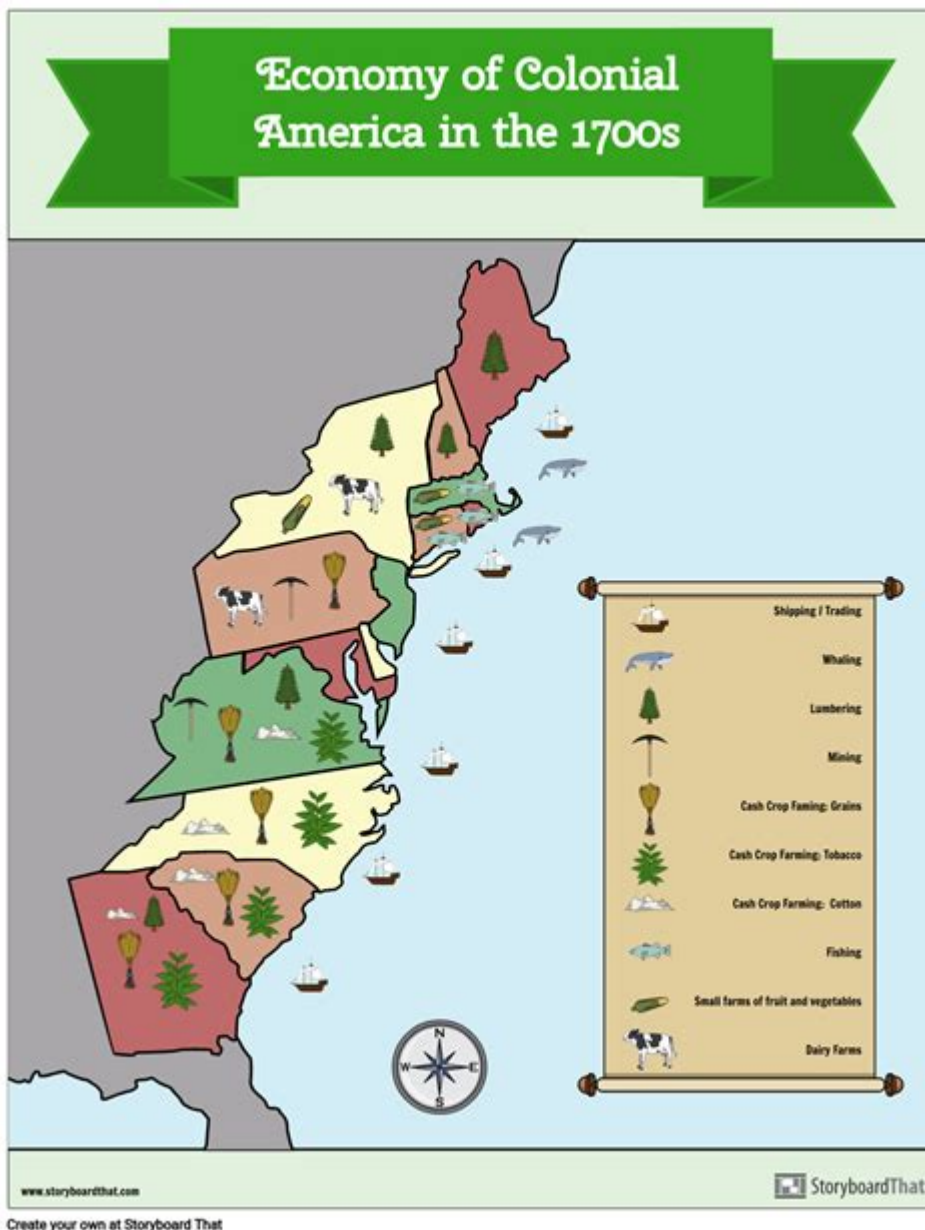 Economy of Colonial
America in the 1700s
Shipping / Trading
Whaling
Lumbering
Mining
Cash Crop Faming: Grains
Cash Crop Farming: Tobacco
Cash Crop Farming: Cotton
Fishing
Small farms of fruit and vegetables
Dairy Farms
N
W E
S
www.storyboardthat.com
StoryboardThat
Create your own at Storyboard That